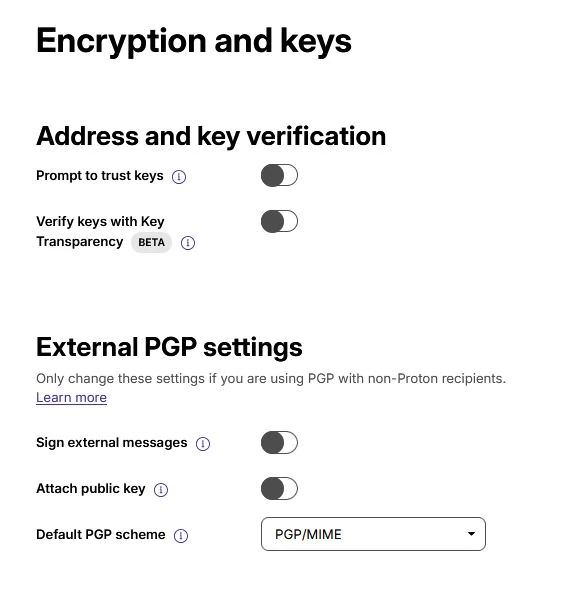 Encryption and keys
Address and key verification
Prompt to trust keys
Verify keys with Key
Transparency BETA
External PGP settings
Only change these settings if you are using PGP with non-Proton recipients.
Learn more
Sign external messages
Attach public key
Default PGP scheme
PGP/MIME